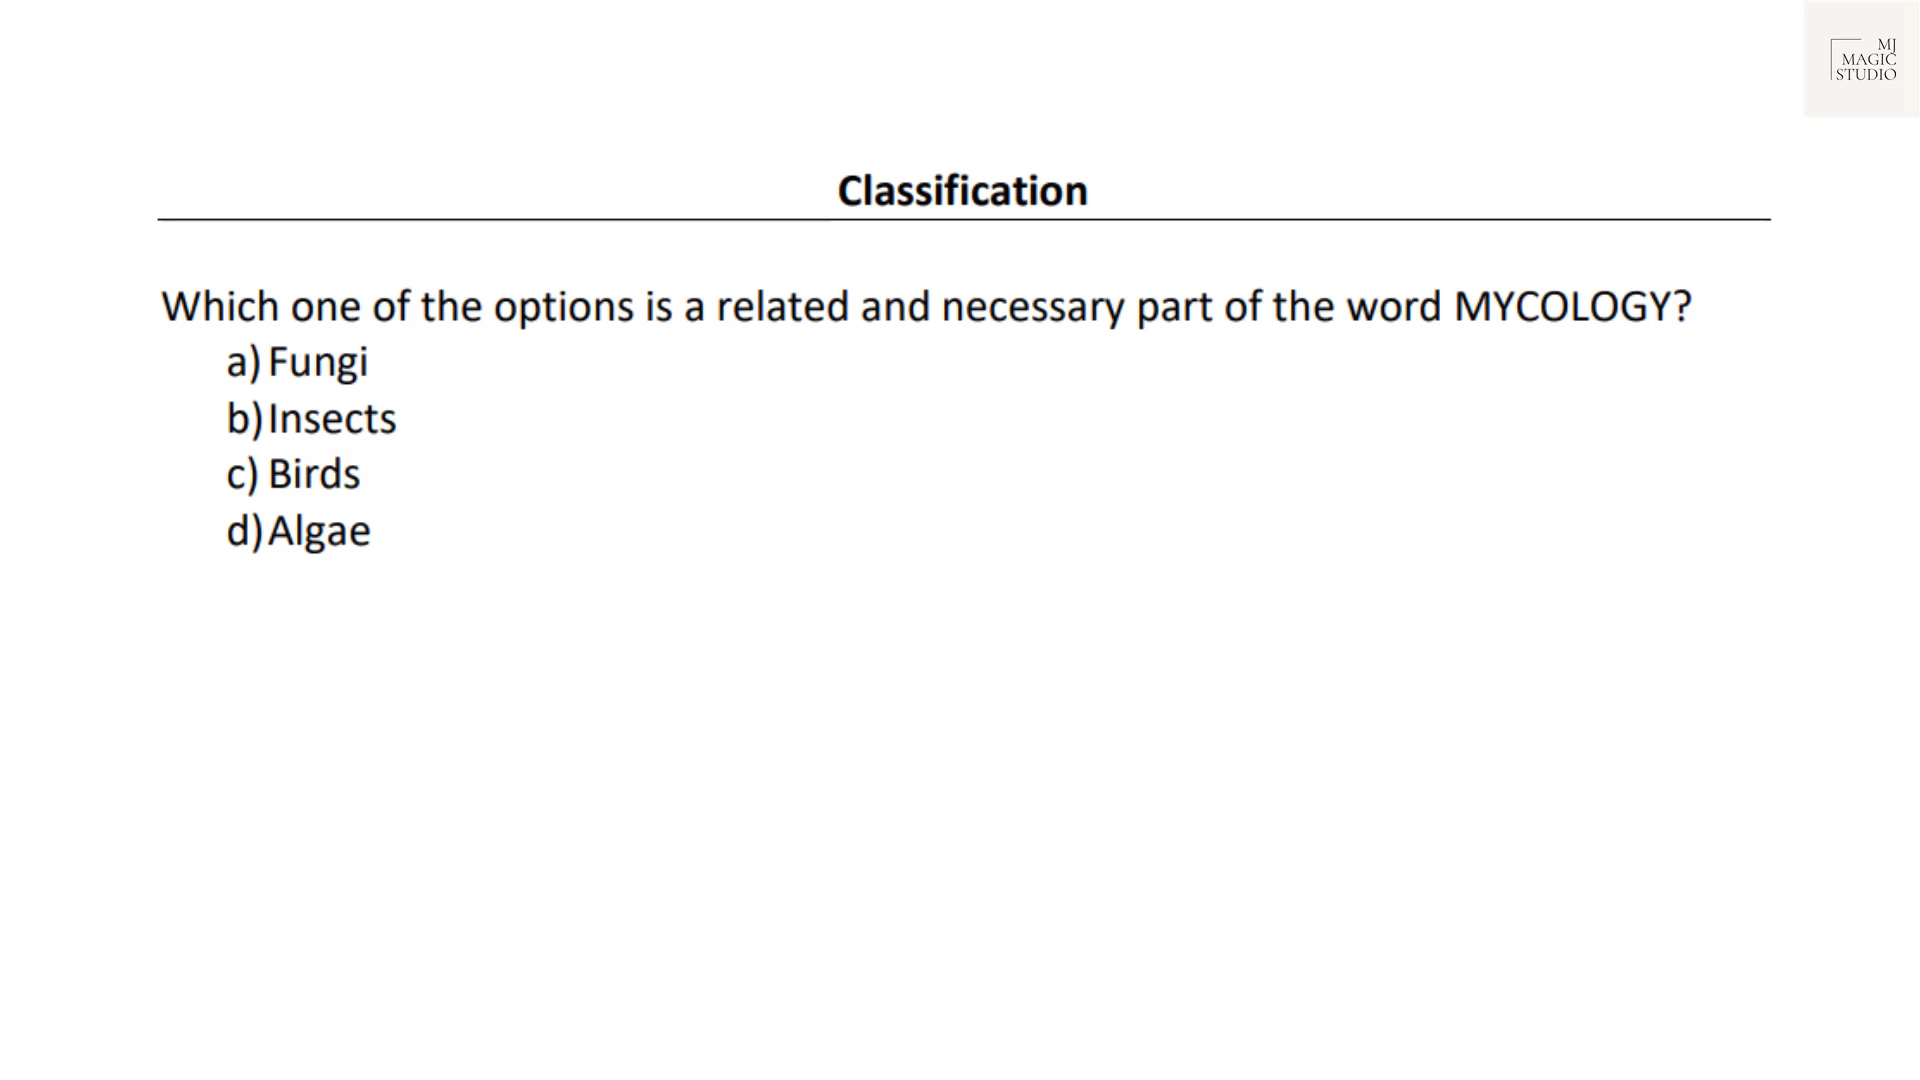 MJ
MAGIC
STUDIO
Classification
Which one of the options is a related and necessary part of the word MYCOLOGY?
a) Fungi
b) Insects
c) Birds
d) Algae